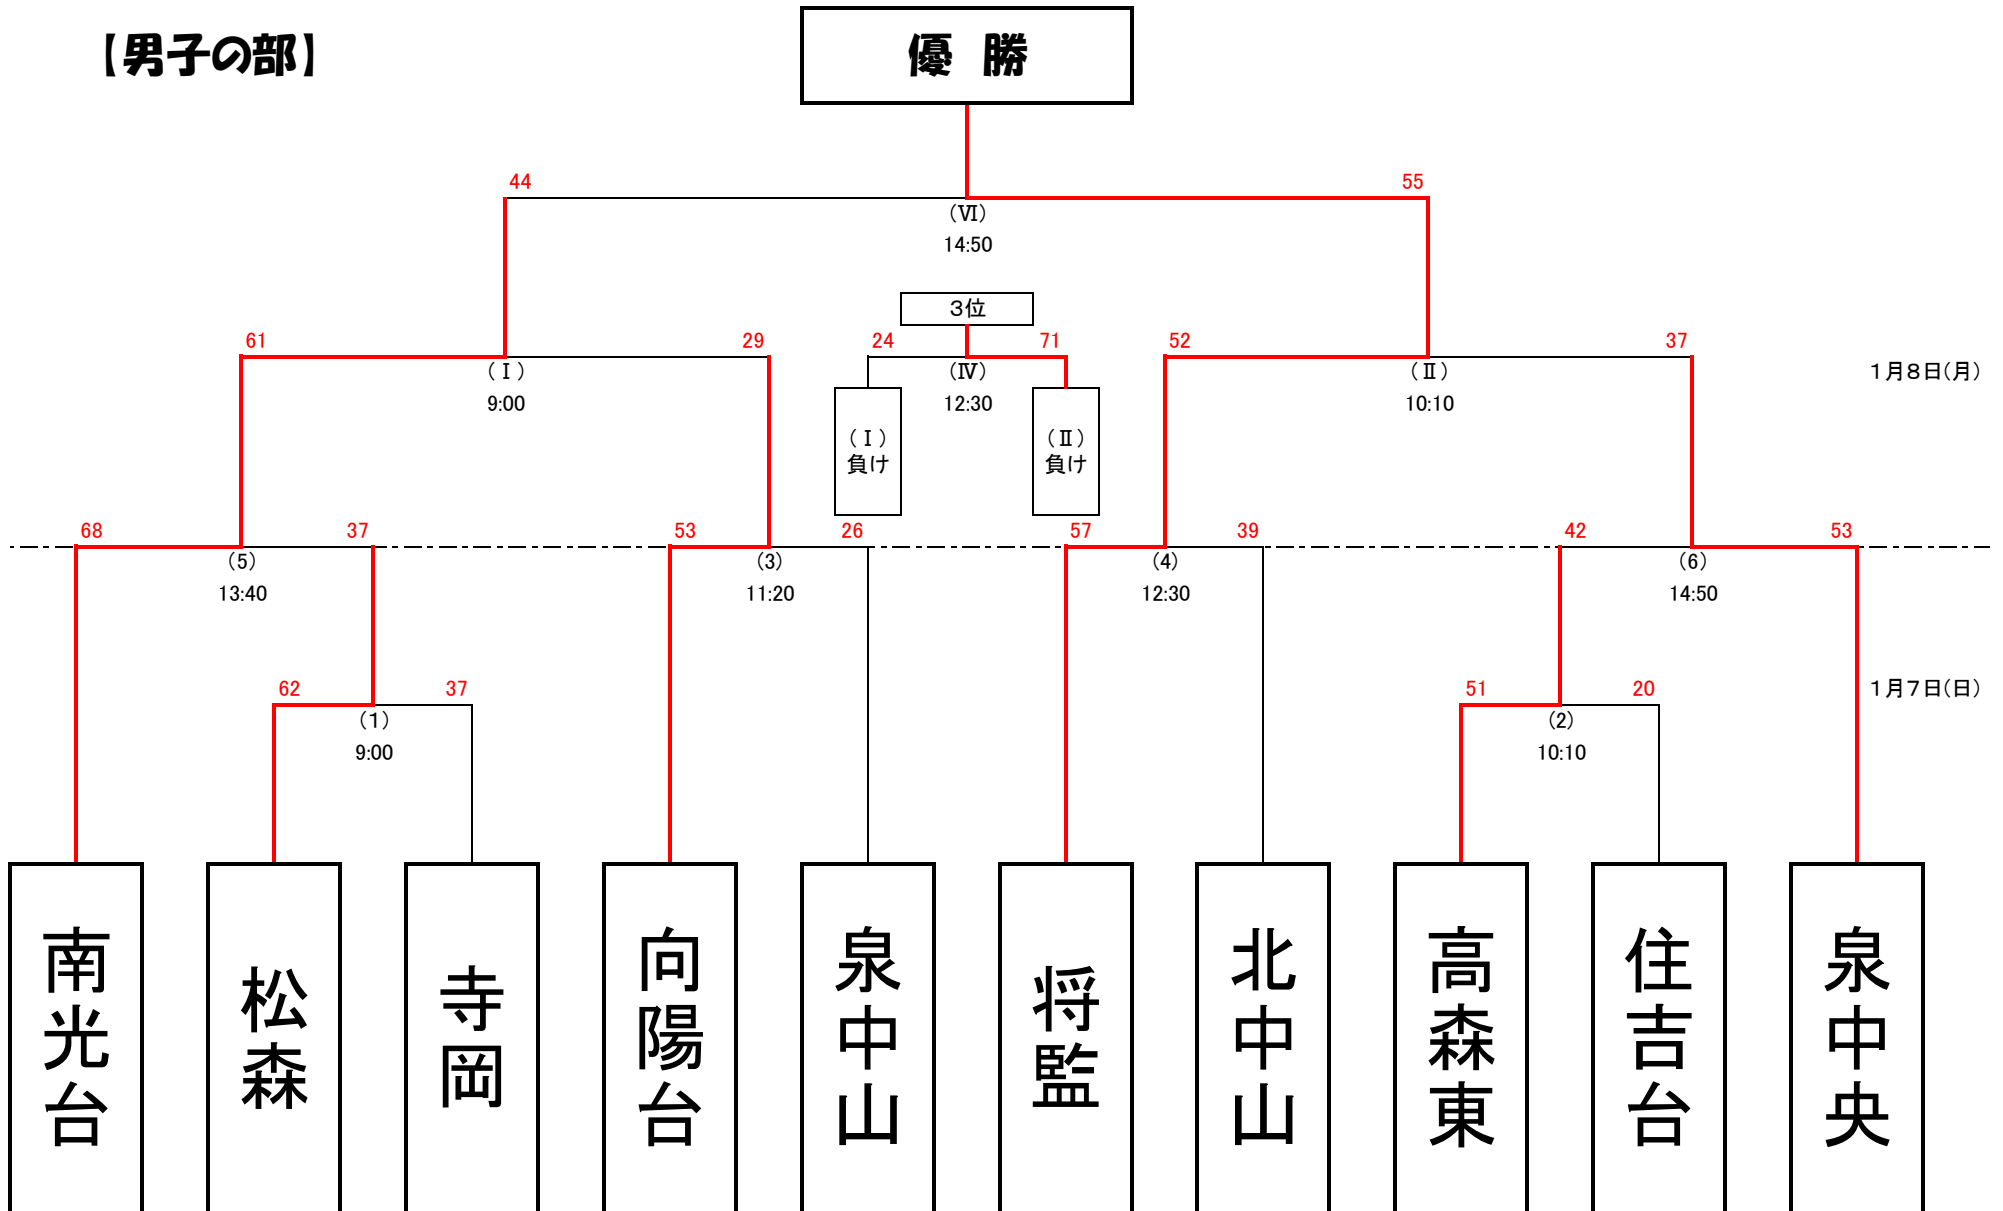 【男子の部】
優　勝
44
55
(Ⅵ)
14:50
3位
61
29
24
71
52
37
(Ⅰ)
9:00
(Ⅳ)
12:30
(Ⅱ)
10:10
1月8日(月)
(Ⅰ)
負け
(Ⅱ)
負け
68
37
53
26
57
39
42
53
(5)
13:40
(3)
11:20
(4)
12:30
(6)
14:50
62
37
51
20
1月7日(日)
(1)
9:00
(2)
10:10
南光台
松森
寺岡
向陽台
泉中山
将監
北中山
高森東
住吉台
泉中央